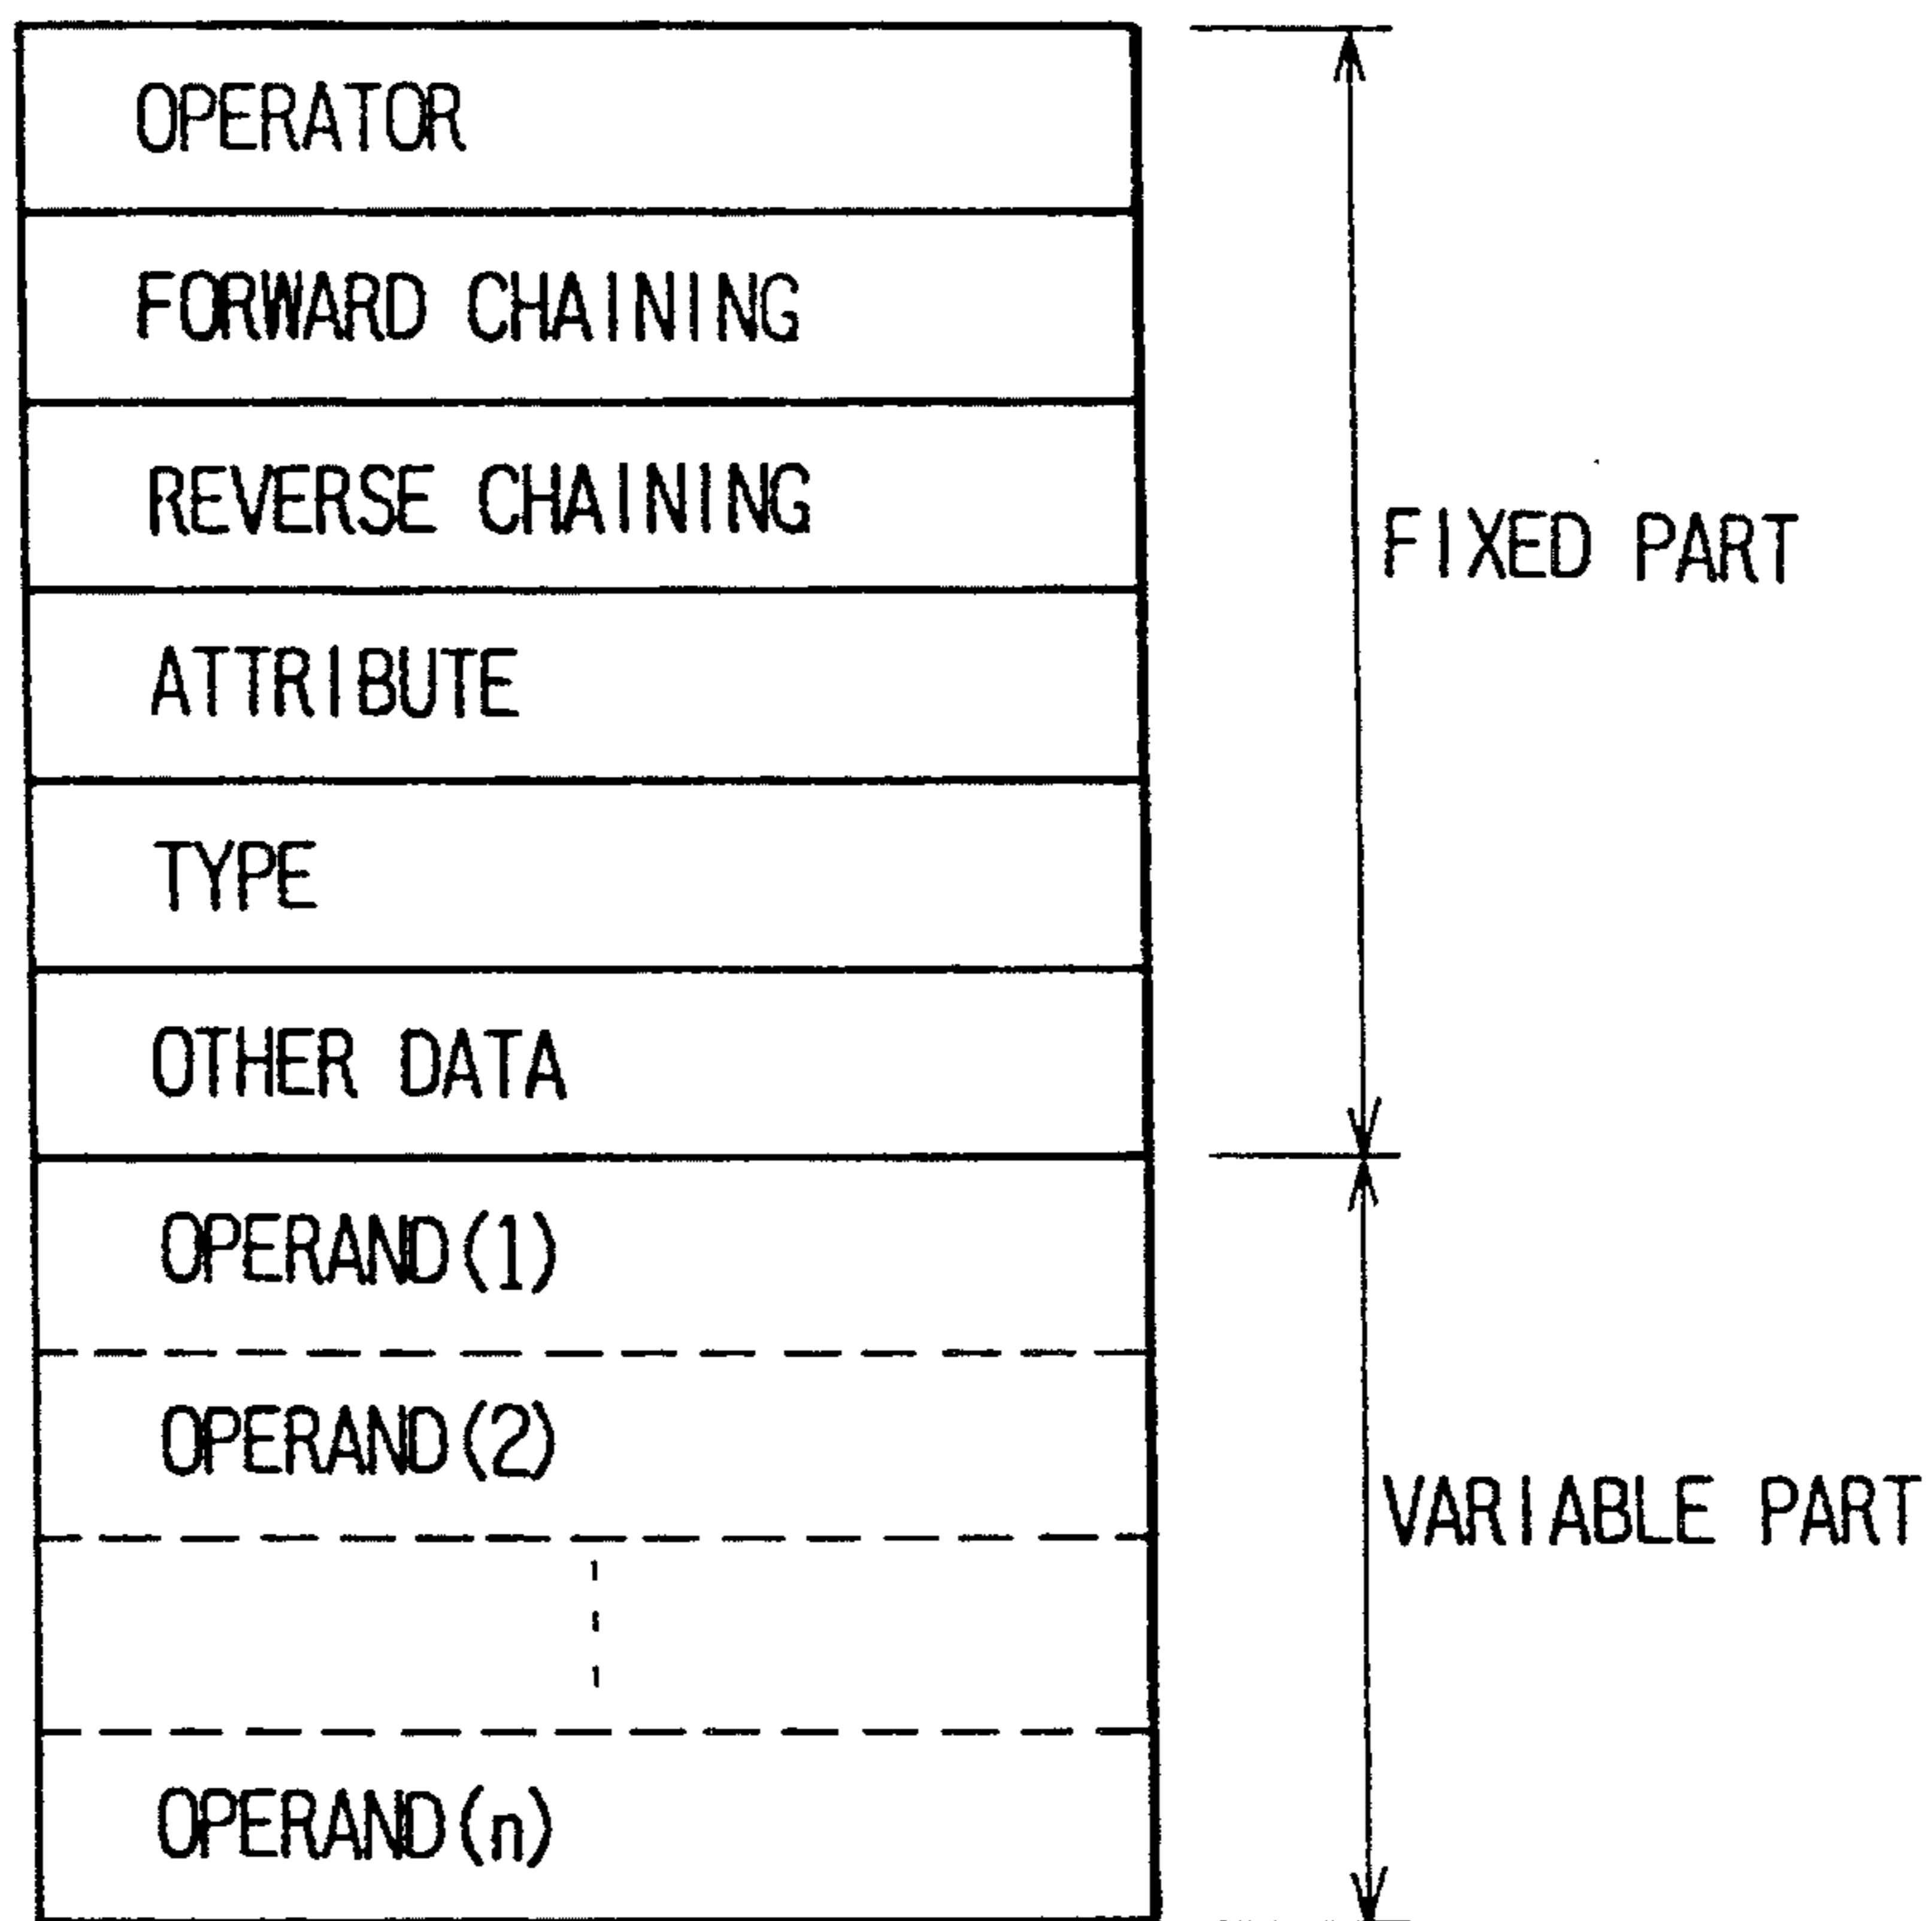 OPERATOR
FORWARD CHAINING
REVERSE CHAINING
FIXED PART
ATTRIBUTE
TYPE
OTHER DATA
OPERAND(1)
OPERAND(2)
VARIABLE PART
OPERAND(n)